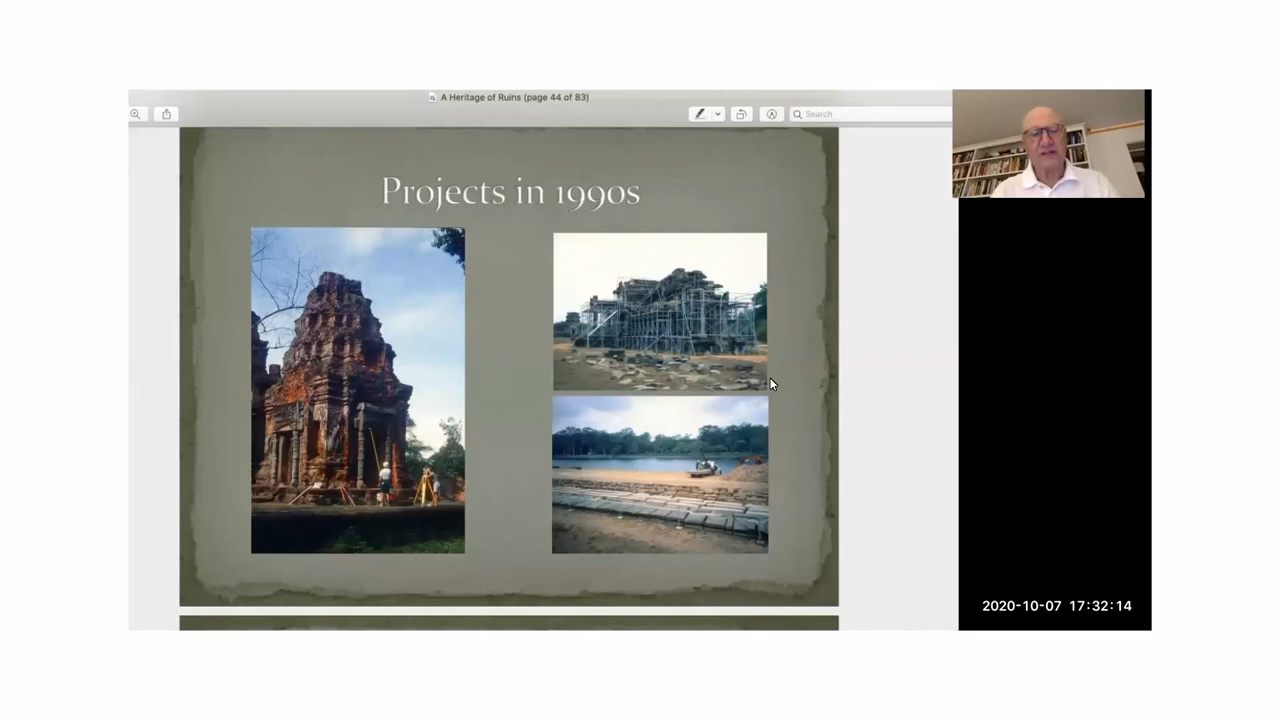 A Heritage of Ruins (page 44 of 83)
Search
Projects in 1990s
2020-10-07 17:32:14